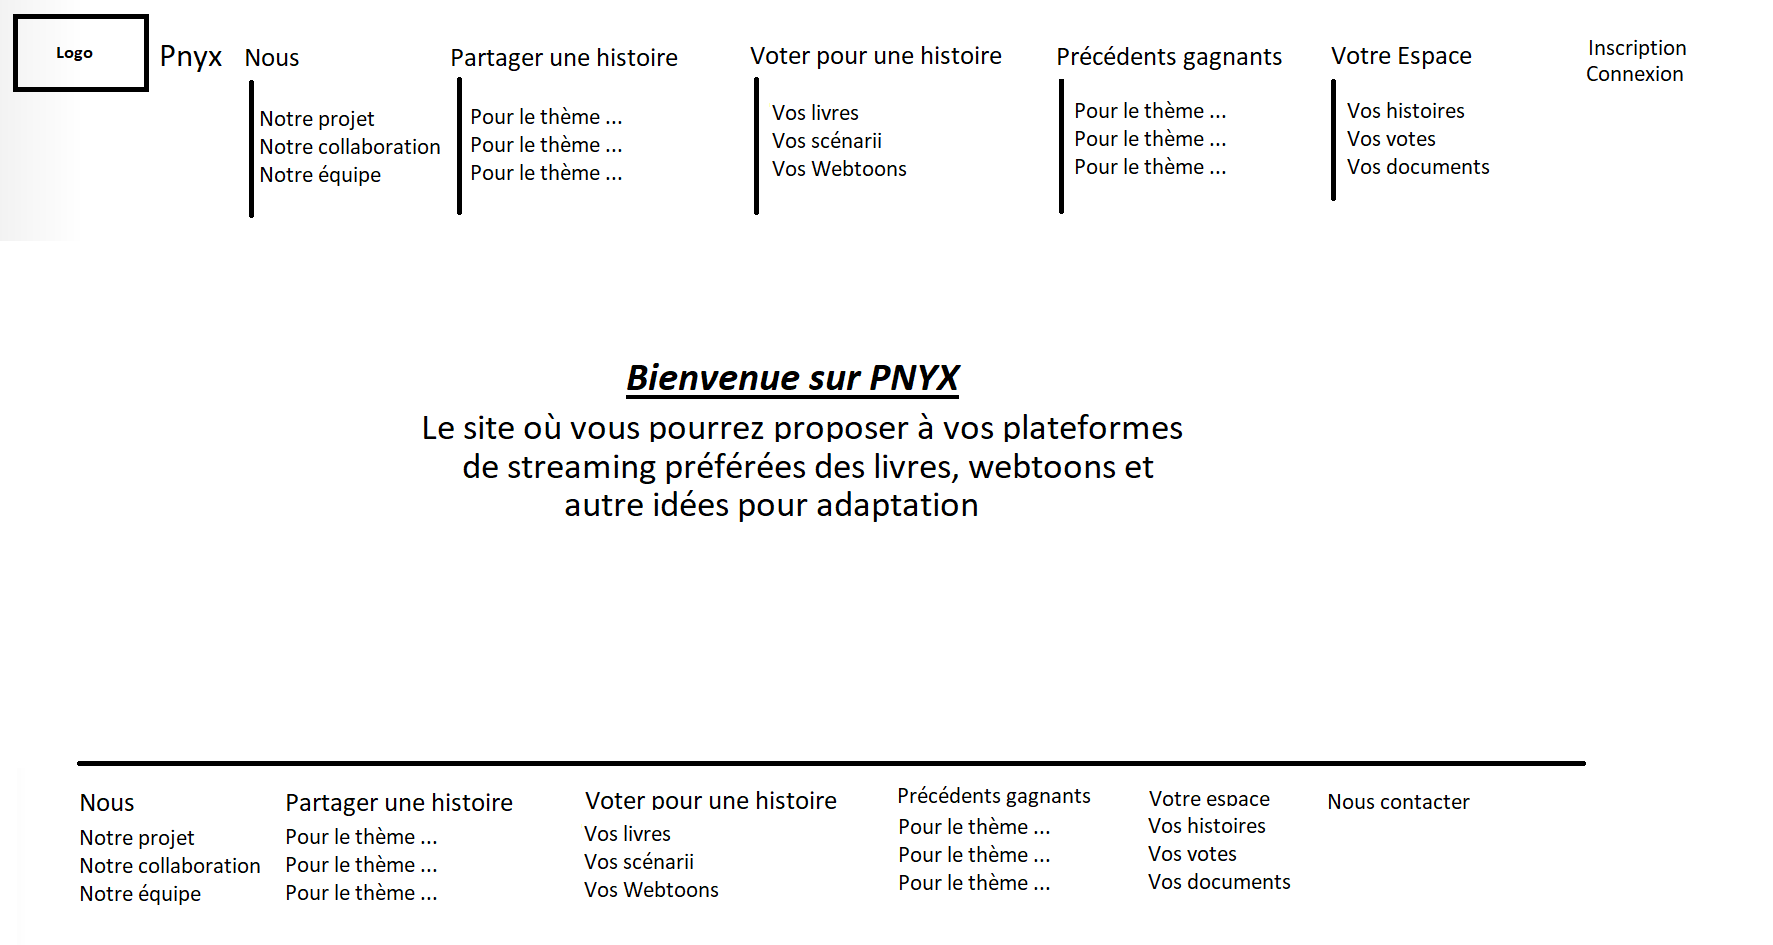 Logo
Pnyx
Nous
Notre projet
Notre collaboration
Notre équipe
Partager une histoire
Pour le thème ...
Pour le thème ...
Pour le thème ...
Voter pour une histoire
Vos livres
Vos scénarii
Vos Webtoons
Précédents gagnants
Pour le thème ...
Pour le thème ...
Pour le thème ...
Votre Espace
Vos histoires
Vos votes
Vos documents
Inscription
Connexion
Bienvenue sur PNYX
Le site où vous pourrez proposer à vos plateformes
de streaming préférées des livres, webtoons et
autre idées pour adaptation
Nous
Notre projet
Notre collaboration
Notre équipe
Partager une histoire
Pour le thème ...
Pour le thème ...
Pour le thème ...
Voter pour une histoire
Vos livres
Vos scénarii
Vos Webtoons
Précédents gagnants
Pour le thème ...
Pour le thème ...
Pour le thème ...
Votre espace
Vos histoires
Vos votes
Vos documents
Nous contacter